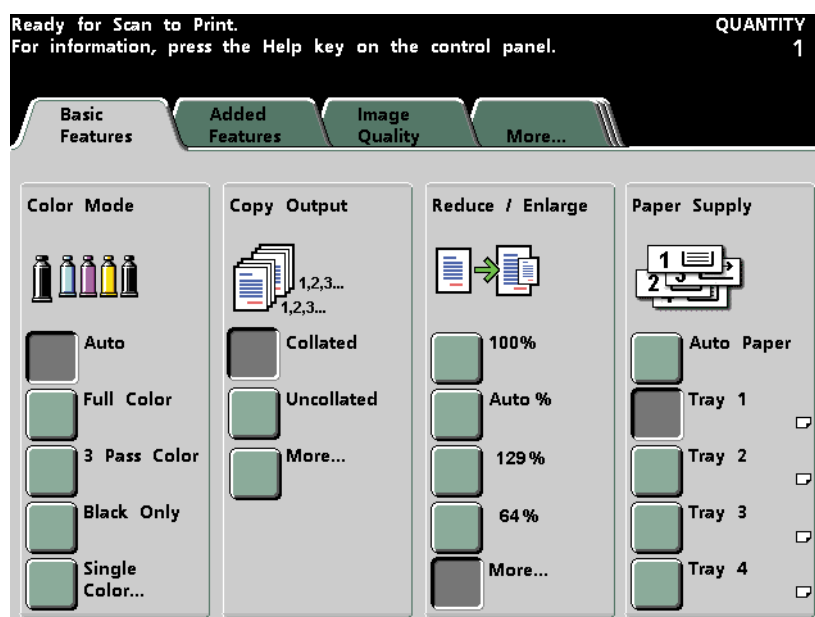 Ready for Scan to Print.
For information, press the Help key on the control panel.
QUANTITY
1
Basic
Features
Added
Features
Image
Quality
More...
Color Mode
Auto
Full Color
3 Pass Color
Black Only
Single
Color...
Copy Output
1,2,3...
1,2,3...
Collated
Uncollated
More...
Reduce / Enlarge
100%
Auto %
129%
64%
More...
Paper Supply
1
2
3
Auto Paper
Tray 1
Tray 2
Tray 3
Tray 4